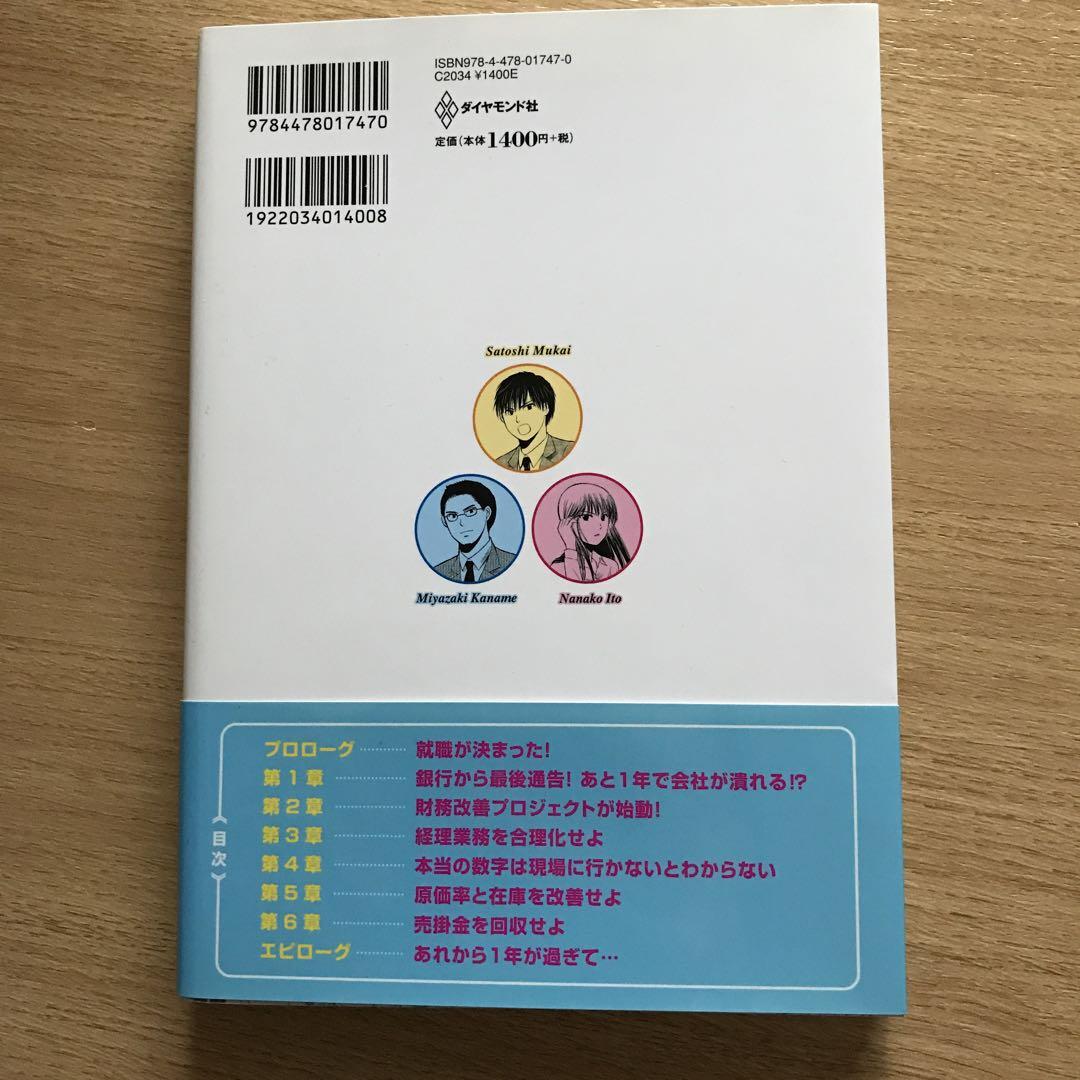 ISBN978-4-478-01747-0
C2034 ¥1400E
ダイヤモンド社
定価(本体1400円+税)
9784478017470
1922034014008
Satoshi Mukai
Miyazaki Kaname
Nanako Ito
目次
プロローグ ………… 就職が決まった!
第1章 ………… 銀行から最後通告! あと1年で会社が潰れる!?
第2章 ………… 財務改善プロジェクトが始動!
第3章 ………… 経理業務を合理化せよ
第4章 ………… 本当の数字は現場に行かないとわからない
第5章 ………… 原価率と在庫を改善せよ
第6章 ………… 売掛金を回収せよ
エピローグ ………… あれから1年が過ぎて…